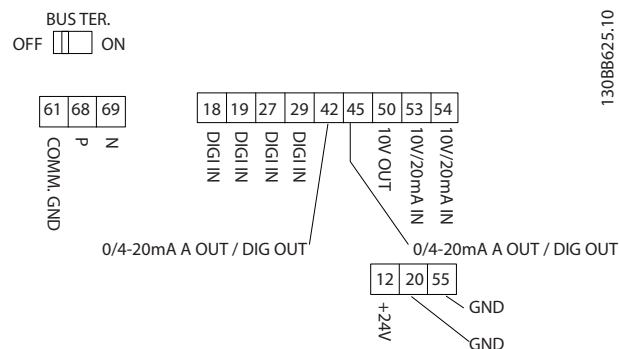 BUS TER.
OFF ON
130BB625.10
61 68 69
COMM. GND
P
N
18 19 27 29 42 45 50 53 54
DIGI IN
DIGI IN
DIGI IN
DIGI IN
10V OUT
10V/20mA IN
10V/20mA IN
0/4-20mA A OUT / DIG OUT
0/4-20mA A OUT / DIG OUT
12 20 55
+24V
GND
GND